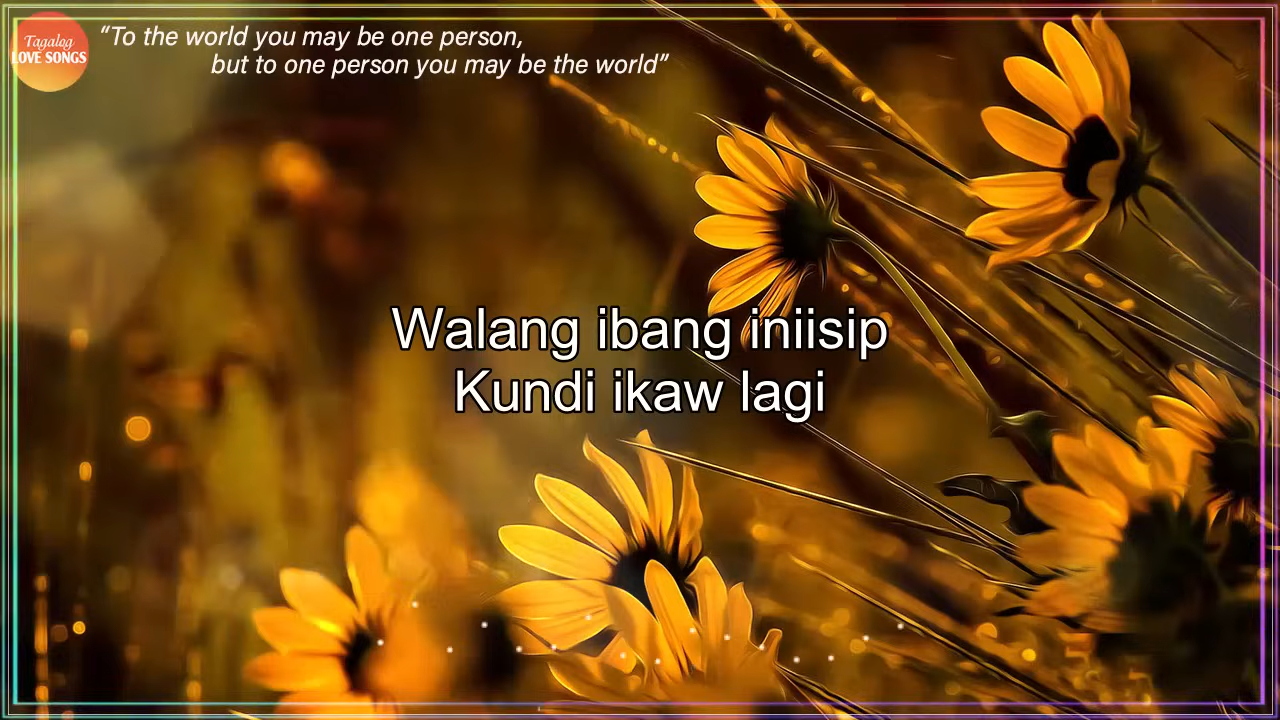 Tagalog
LOVE SONGS
“To the world you may be one person,
but to one person you may be the world”
Walang ibang iniisip
Kundi ikaw lagi